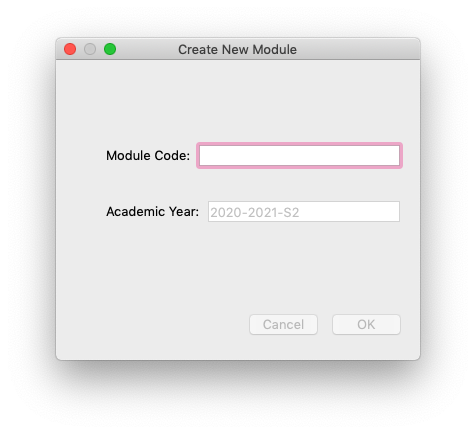 Create New Module
Module Code:
Academic Year: 2020-2021-S2
Cancel OK